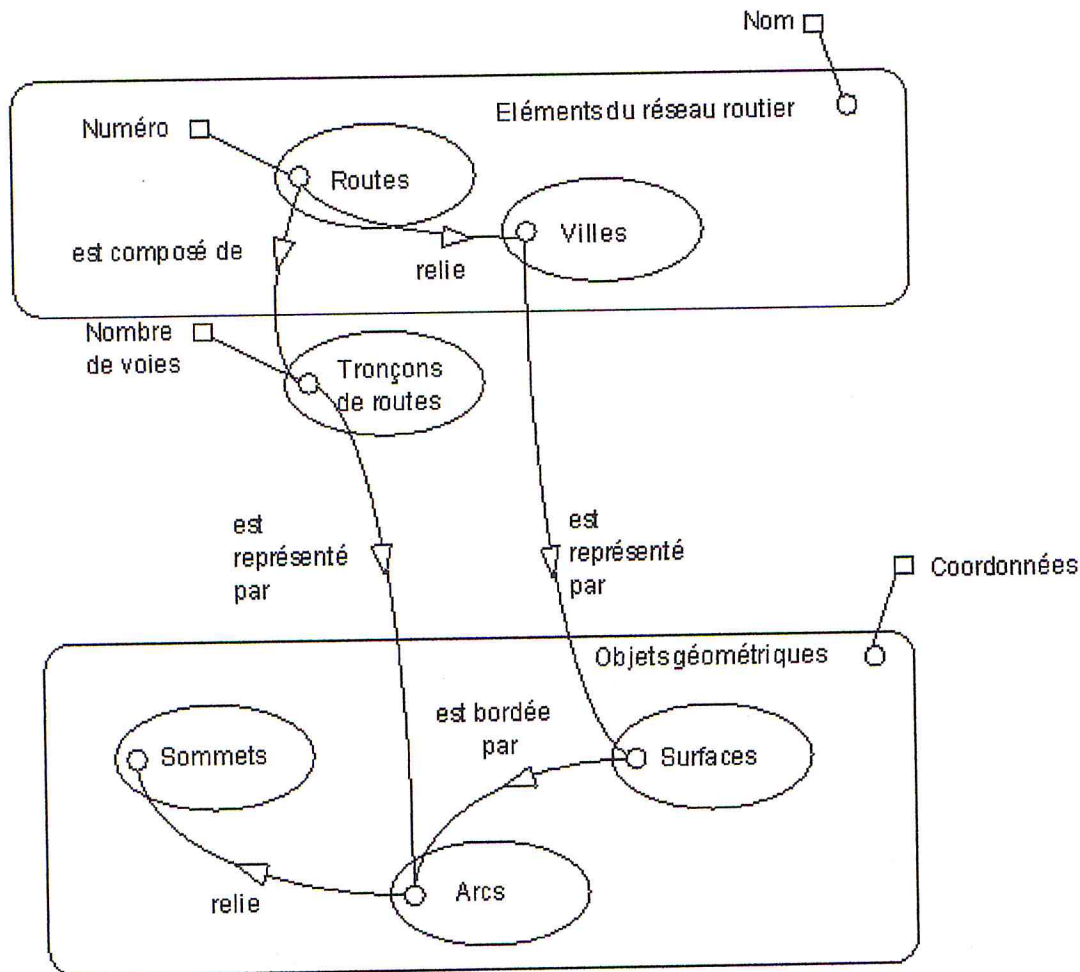 Nom
Eléments du réseau routier
Numéro
Routes
Villes
est composé de
relie
Nombre
de voies
Tronçons
de routes
est
représenté
par
est
représenté
par
Coordonnées
Objets géométriques
est bordée
par
Sommets
Surfaces
relie
Arcs